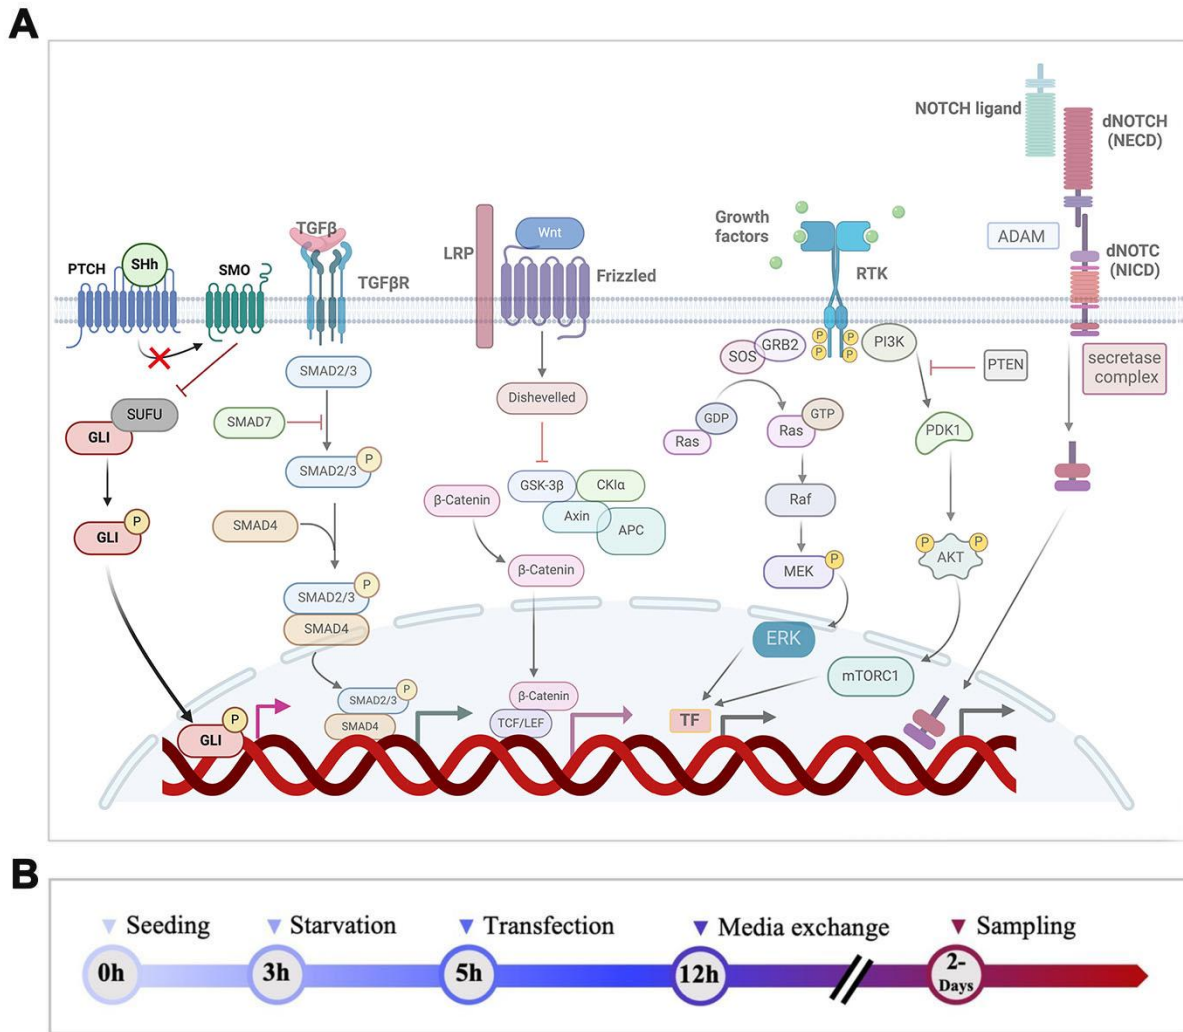 A
NOTCH ligand
dNOTCH
(NECD)
ADAM
dNOTC
(NICD)
secretase
complex
PTCH
SHh
SMO
SUFU
GLI
GLI
P
GLI
P
TGFβ
TGFβR
SMAD2/3
SMAD7
SMAD2/3
P
SMAD4
SMAD2/3
P
SMAD4
SMAD2/3
P
SMAD4
LRP
Wnt
Frizzled
Dishevelled
GSK-3β
CKIα
Axin
APC
β-Catenin
β-Catenin
β-Catenin
TCF/LEF
Growth
factors
RTK
P
P
P
P
SOS
GRB2
PI3K
PTEN
GDP
Ras
GTP
Ras
PDK1
Raf
MEK
P
P
P
AKT
ERK
mTORC1
TF
B
Seeding
Starvation
Transfection
Media exchange
Sampling
0h
3h
5h
12h
2-
Days